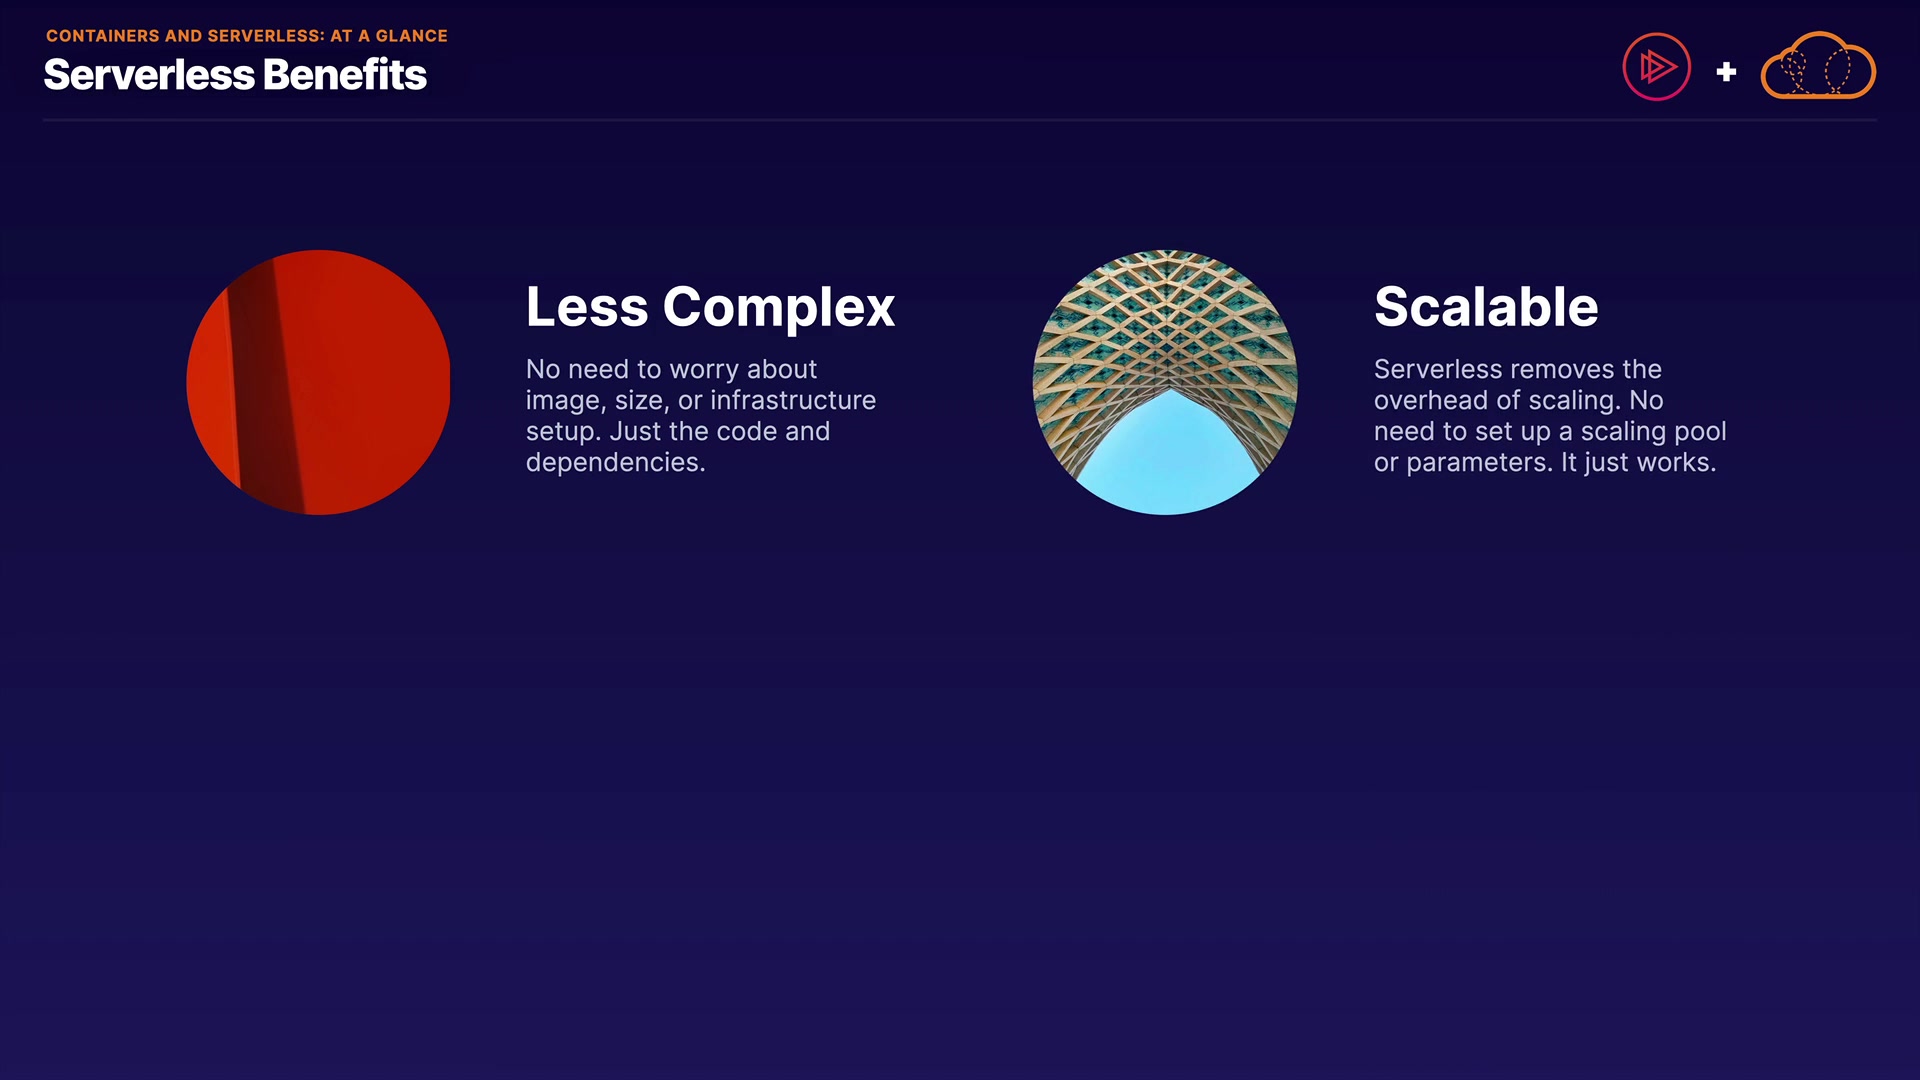 CONTAINERS AND SERVERLESS: AT A GLANCE
Serverless Benefits
Less Complex
No need to worry about
image, size, or infrastructure
setup. Just the code and
dependencies.
Scalable
Serverless removes the
overhead of scaling. No
need to set up a scaling pool
or parameters. It just works.